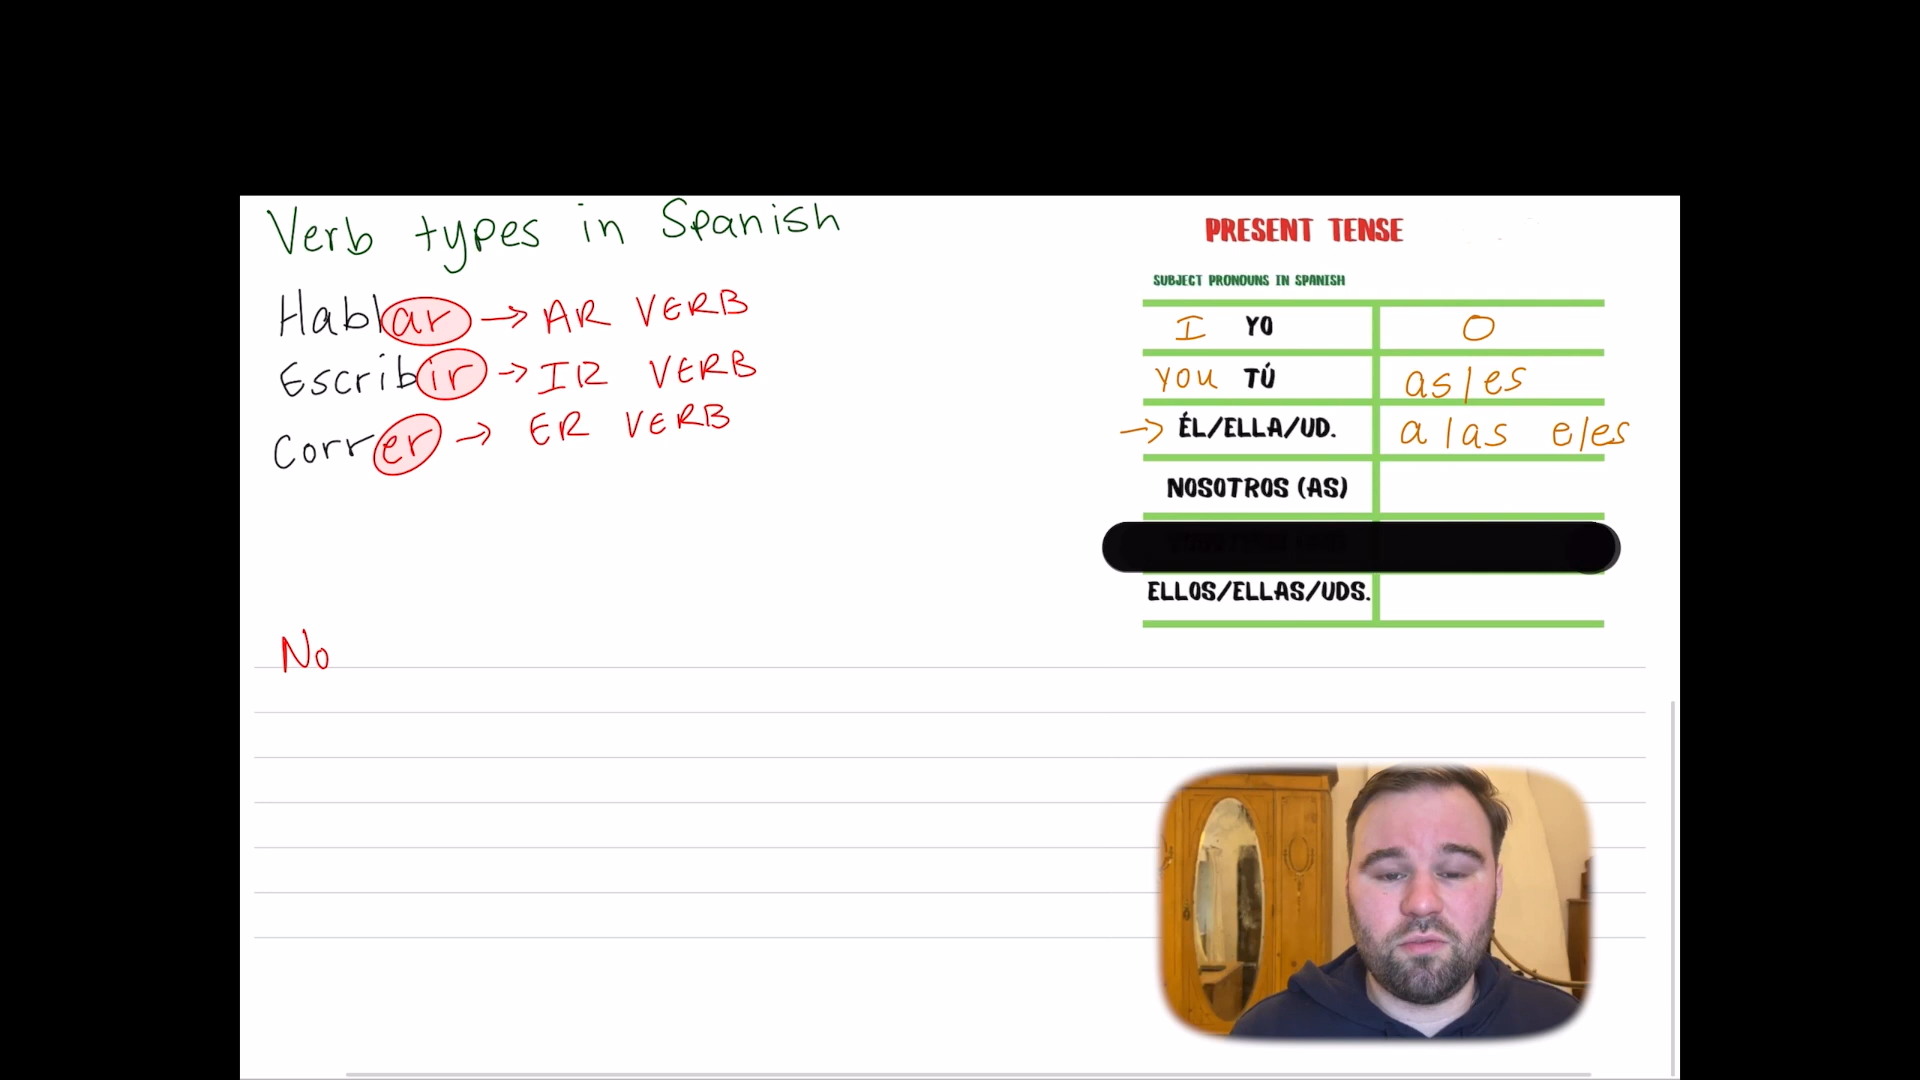 Verb types in Spanish
Hablar → AR VERB
Escribir → IR VERB
Correr → ER VERB
No
PRESENT TENSE
SUBJECT PRONOUNS IN SPANISH
I YO O
YOU TÚ as/es
→ ÉL/ELLA/UD. a/as e/es
NOSOTROS (AS)
ELLOS/ELLAS/UDS.